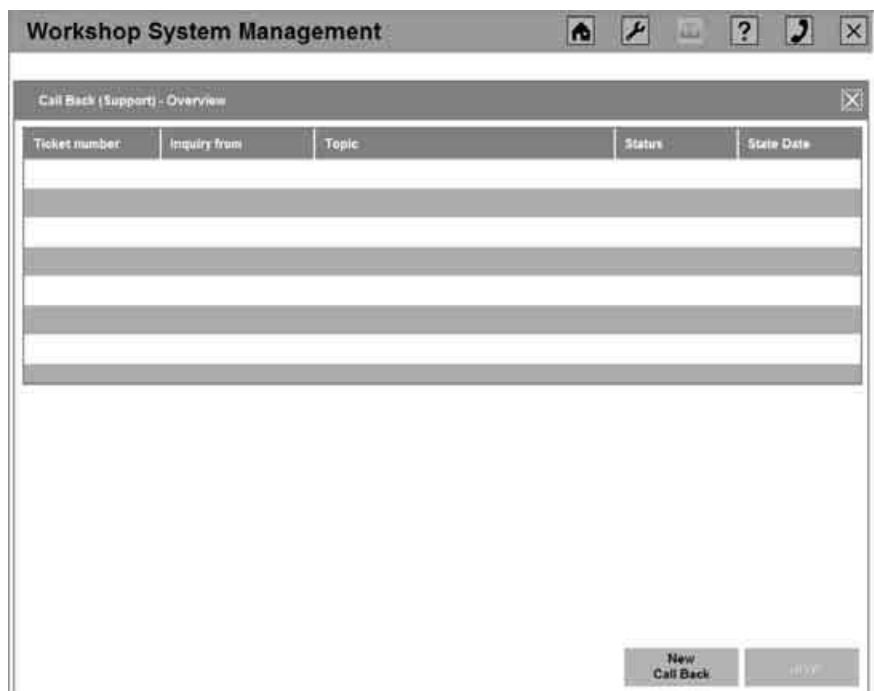 Workshop System Management
?
Call Back (Support) - Overview
Ticket number Inquiry from Topic Status State Date
New
Call Back